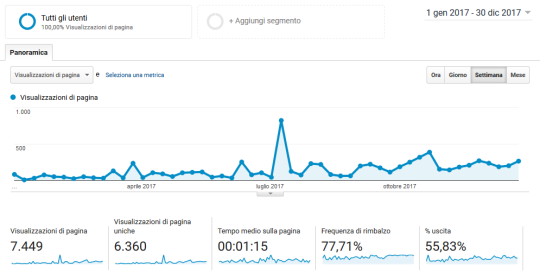 Tutti gli utenti
100,00% Visualizzazioni di pagina
+ Aggiungi segmento
1 gen 2017 - 30 dic 2017
Panoramica
Visualizzazioni di pagina e Seleziona una metrica
Ora Giorno Settimana Mese
Visualizzazioni di pagina
1.000
500
...
aprile 2017
luglio 2017
ottobre 2017
Visualizzazioni di pagina
7.449
Visualizzazioni di pagina
uniche
6.360
Tempo medio sulla pagina
00:01:15
Frequenza di rimbalzo
77,71%
% uscita
55,83%